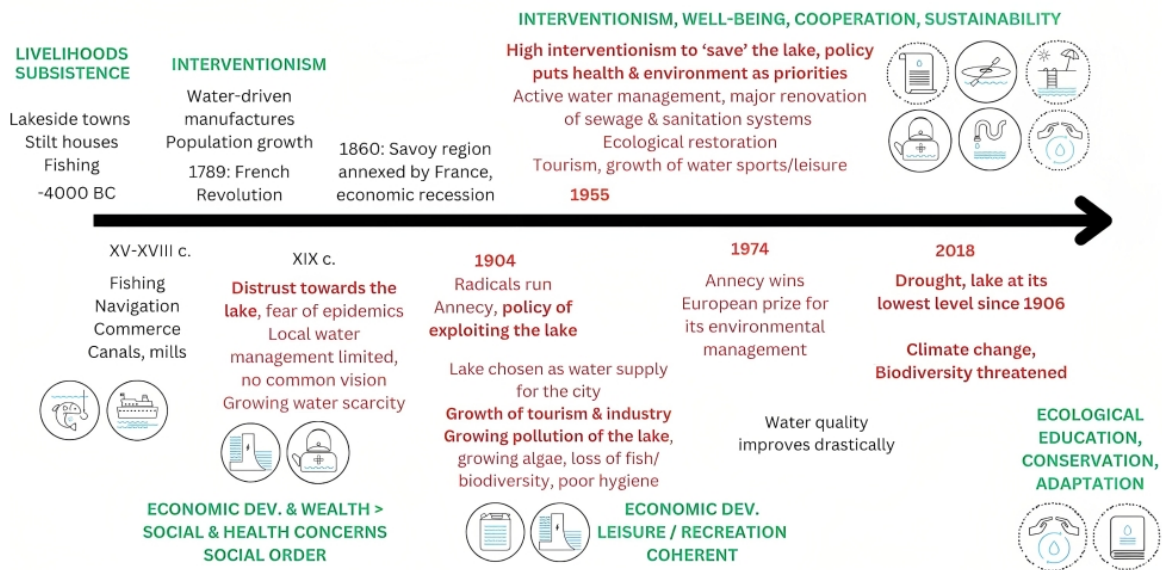 INTERVENTIONISM, WELL-BEING, COOPERATION, SUSTAINABILITY
LIVELIHOODS
SUBSISTENCE
Lakeside towns
Stilt houses
Fishing
-4000 BC
INTERVENTIONISM
Water-driven
manufactures
Population growth
1789: French
Revolution
1860: Savoy region
annexed by France,
economic recession
High interventionism to ‘save’ the lake, policy
puts health & environment as priorities
Active water management, major renovation
of sewage & sanitation systems
Ecological restoration
Tourism, growth of water sports/leisure
1955
XV-XVIII c.
Fishing
Navigation
Commerce
Canals, mills
XIX c.
Distrust towards the
lake, fear of epidemics
Local water
management limited,
no common vision
Growing water scarcity
ECONOMIC DEV. & WEALTH >
SOCIAL & HEALTH CONCERNS
SOCIAL ORDER
1904
Radicals run
Annecy, policy of
exploiting the lake
Lake chosen as water supply
for the city
Growth of tourism & industry
Growing pollution of the lake,
growing algae, loss of fish/
biodiversity, poor hygiene
ECONOMIC DEV.
LEISURE / RECREATION
COHERENT
1974
Annecy wins
European prize for
its environmental
management
Water quality
improves drastically
2018
Drought, lake at its
lowest level since 1906
Climate change,
Biodiversity threatened
ECOLOGICAL
EDUCATION,
CONSERVATION,
ADAPTATION